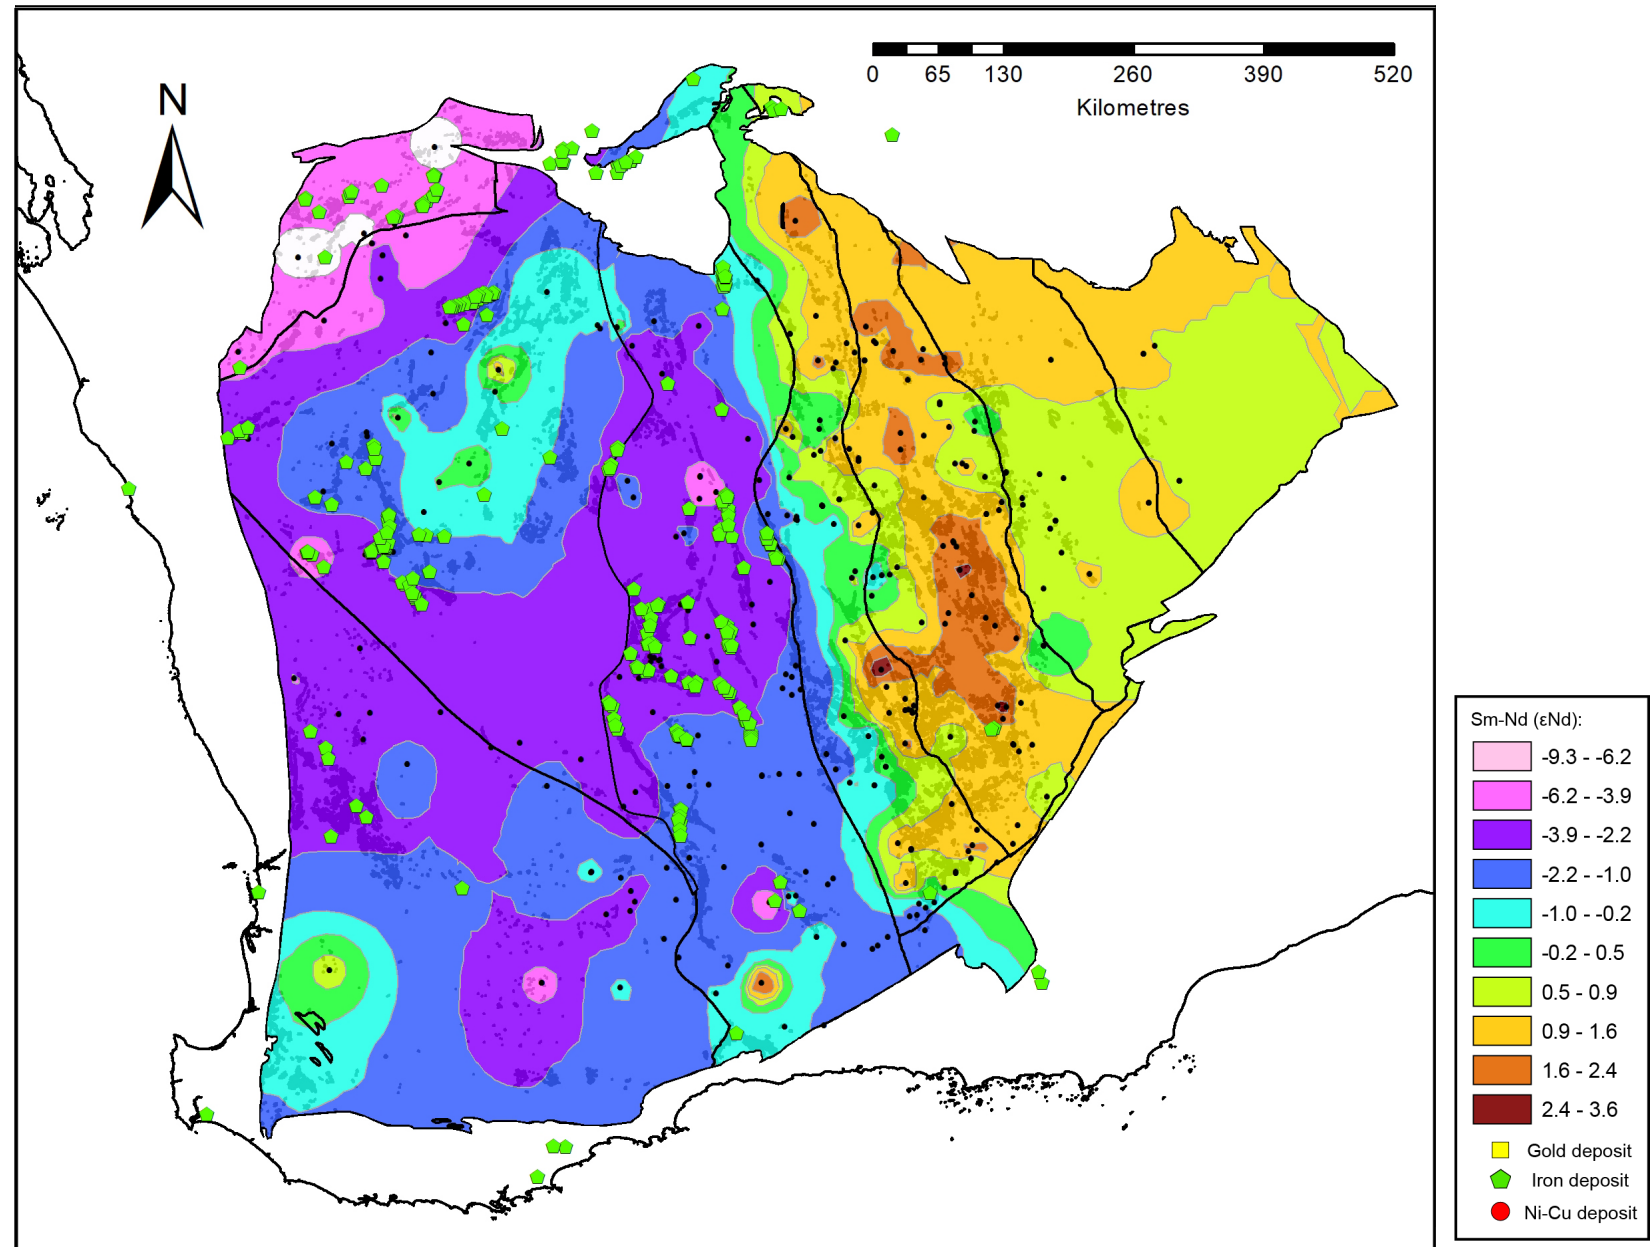 N
0 65 130 260 390 520
Kilometres
Sm-Nd (εNd):
-9.3 - -6.2
-6.2 - -3.9
-3.9 - -2.2
-2.2 - -1.0
-1.0 - -0.2
-0.2 - 0.5
0.5 - 0.9
0.9 - 1.6
1.6 - 2.4
2.4 - 3.6
Gold deposit
Iron deposit
Ni-Cu deposit